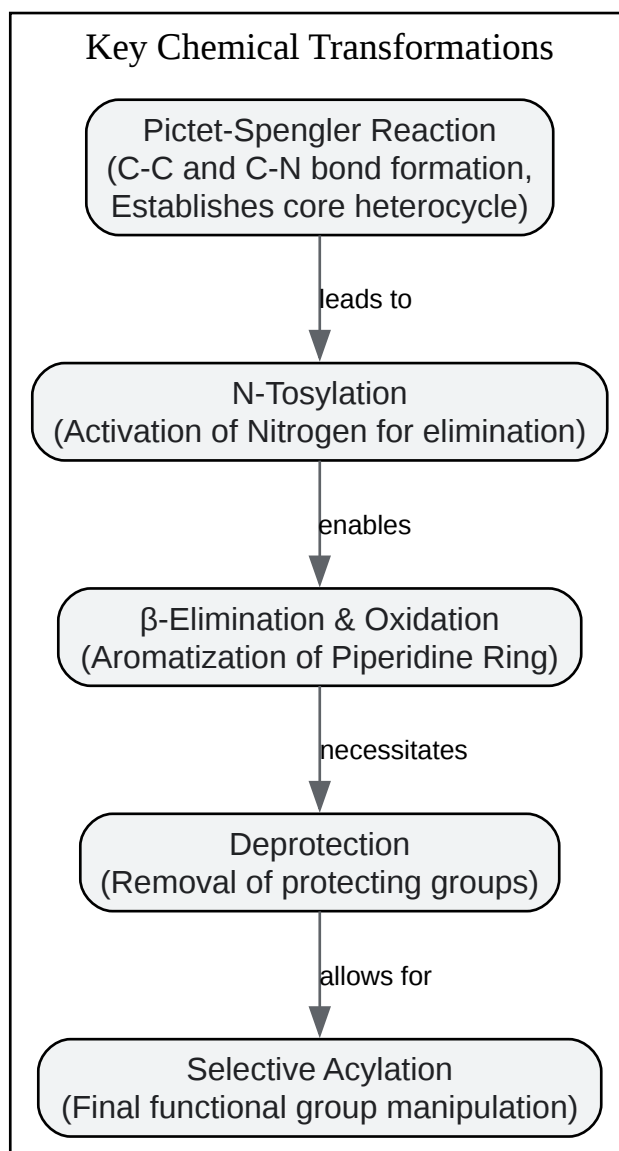 Key Chemical Transformations
Pictet-Spengler Reaction
(C-C and C-N bond formation,
Establishes core heterocycle)
leads to
N-Tosylation
(Activation of Nitrogen for elimination)
enables
β-Elimination & Oxidation
(Aromatization of Piperidine Ring)
necessitates
Deprotection
(Removal of protecting groups)
allows for
Selective Acylation
(Final functional group manipulation)